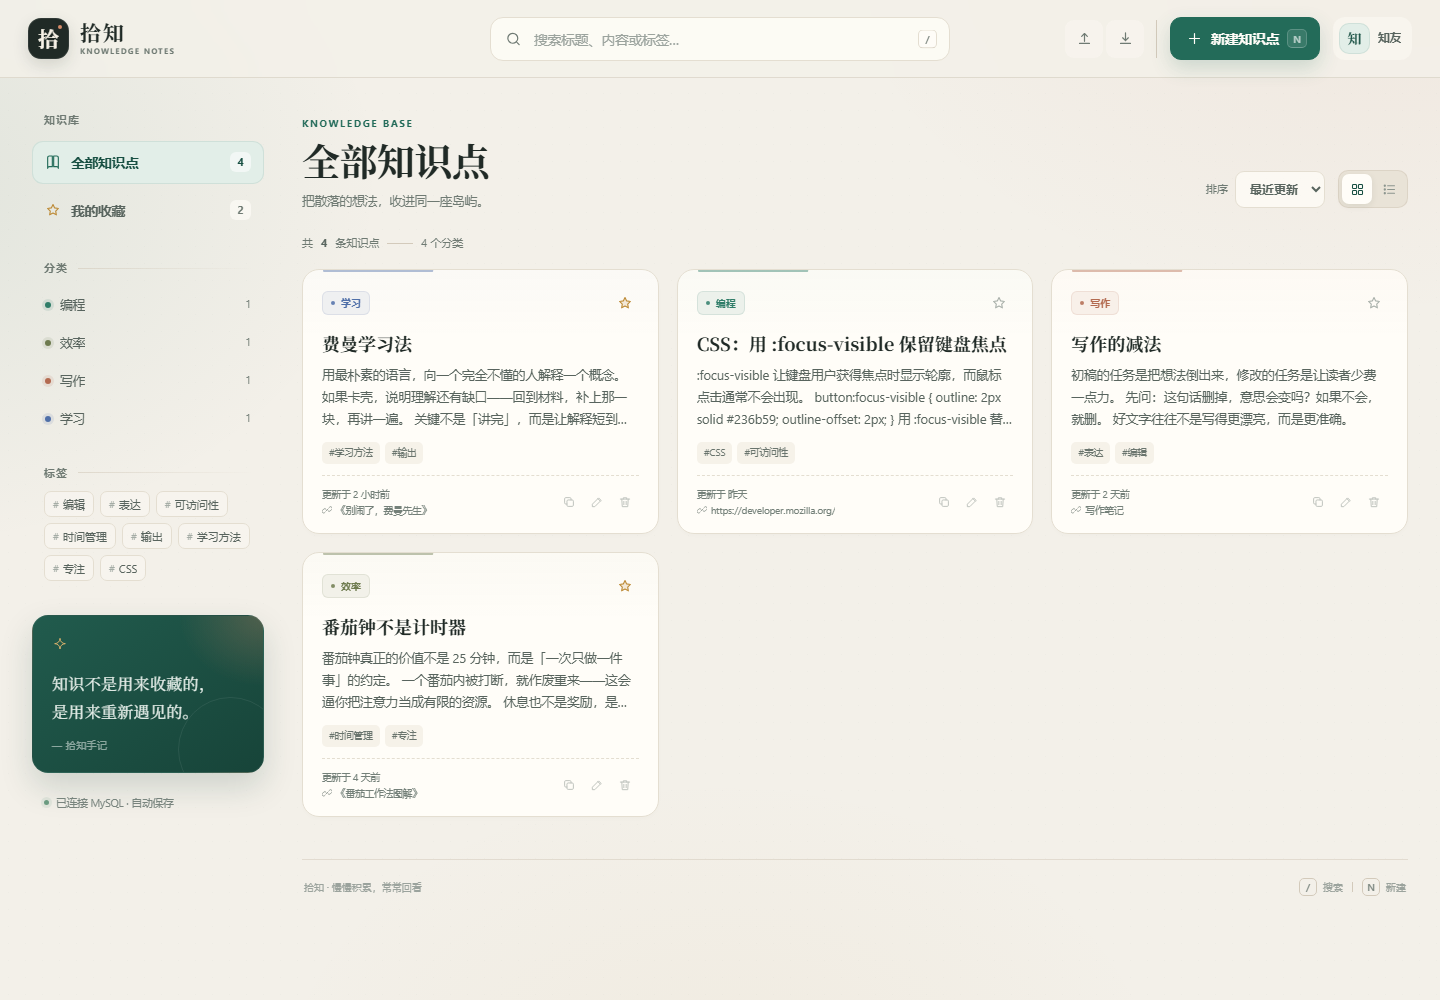 拾
拾知
KNOWLEDGE NOTES
搜索标题、内容或标签...
/
新建知识点
N
知
知友
知识库
全部知识点
4
我的收藏
2
分类
编程
1
效率
1
写作
1
学习
1
标签
# 编辑
# 表达
# 可访问性
# 时间管理
# 输出
# 学习方法
# 专注
# CSS
知识不是用来收藏的，
是用来重新遇见的。
— 拾知手记
已连接 MySQL · 自动保存
KNOWLEDGE BASE
全部知识点
把散落的想法，收进同一座岛屿。
排序
最近更新
共 4 条知识点 —— 4 个分类
学习
费曼学习法
用最朴素的语言，向一个完全不懂的人解释一个概念。
如果卡壳，说明理解还有缺口——回到材料，补上那一
块，再讲一遍。 关键不是「讲完」，而是让解释短到...
#学习方法
#输出
更新于 2 小时前
《别闹了，费曼先生》
编程
CSS：用 :focus-visible 保留键盘焦点
:focus-visible 让键盘用户获得焦点时显示轮廓，而鼠标
点击通常不会出现。 button:focus-visible { outline: 2px
solid #236b59; outline-offset: 2px; } 用 :focus-visible 替...
#CSS
#可访问性
更新于 昨天
https://developer.mozilla.org/
写作
写作的减法
初稿的任务是把想法倒出来，修改的任务是让读者少费
一点力。 先问：这句话删掉，意思会变吗？如果不会，
就删。 好文字往往不是写得更漂亮，而是更准确。
#表达
#编辑
更新于 2 天前
写作笔记
效率
番茄钟不是计时器
番茄钟真正的价值不是 25 分钟，而是「一次只做一件
事」的约定。 一个番茄内被打断，就作废重来——这会
逼你把注意力当成有限的资源。 休息也不是奖励，是...
#时间管理
#专注
更新于 4 天前
《番茄工作法图解》
拾知 · 慢慢积累，常常回看
/ 搜索
N 新建